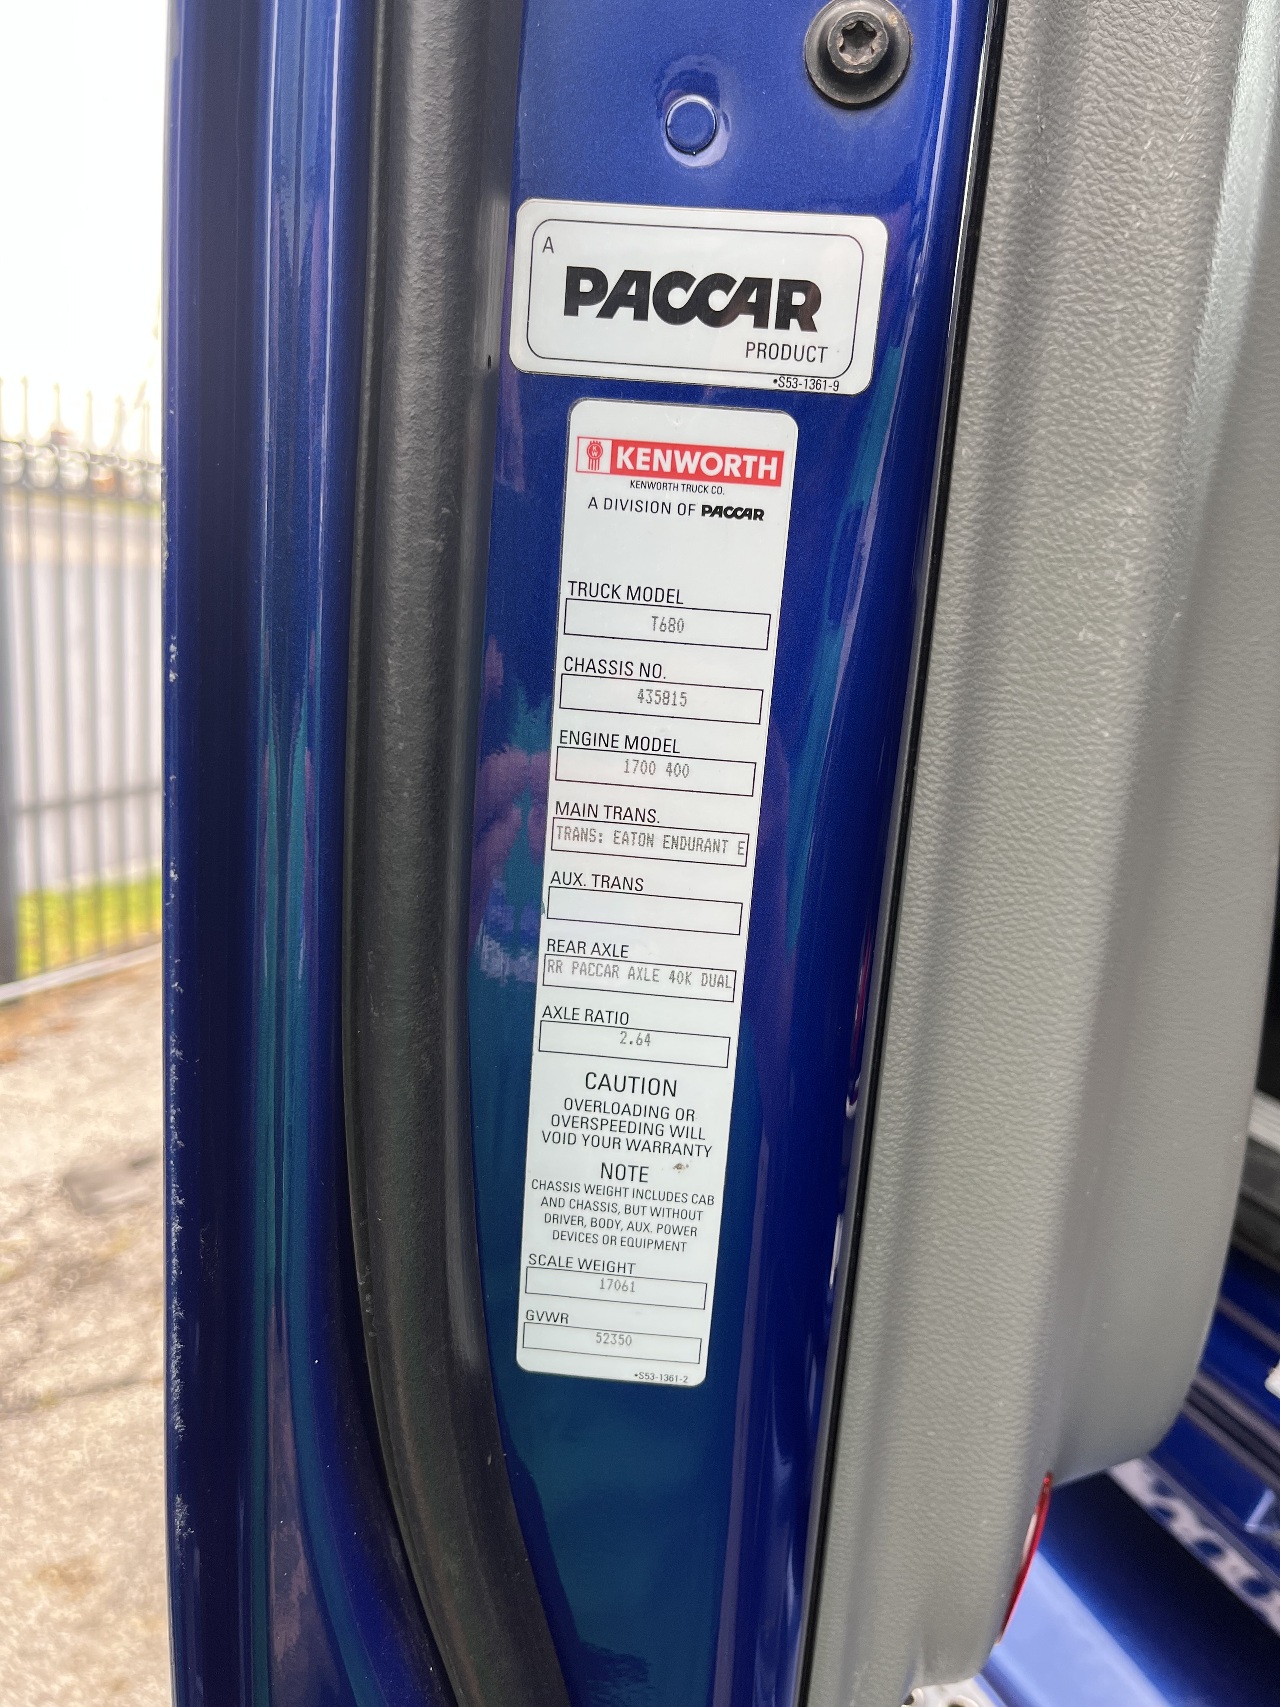 A
PACCAR
PRODUCT
•S53-1361-9
KENWORTH
KENWORTH TRUCK CO.
A DIVISION OF PACCAR
TRUCK MODEL
T680
CHASSIS NO.
435815
ENGINE MODEL
1700 400
MAIN TRANS.
TRANS: EATON ENDURANT E
AUX. TRANS
REAR AXLE
RR PACCAR AXLE 40K DUAL
AXLE RATIO
2.64
CAUTION
OVERLOADING OR
OVERSPEEDING WILL
VOID YOUR WARRANTY
NOTE
CHASSIS WEIGHT INCLUDES CAB
AND CHASSIS, BUT WITHOUT
DRIVER, BODY, AUX. POWER
DEVICES OR EQUIPMENT
SCALE WEIGHT
17061
GVWR
52350
•S53-1361-2